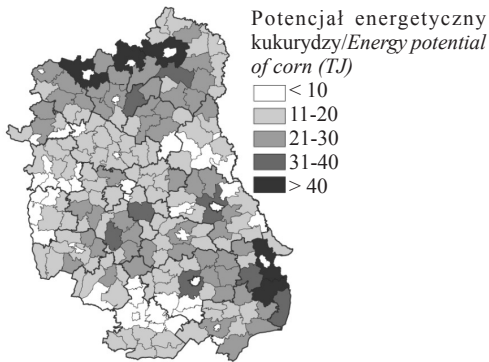 Potencjał energetyczny
kukurydzy/Energy potential
of corn (TJ)
< 10
11-20
21-30
31-40
> 40